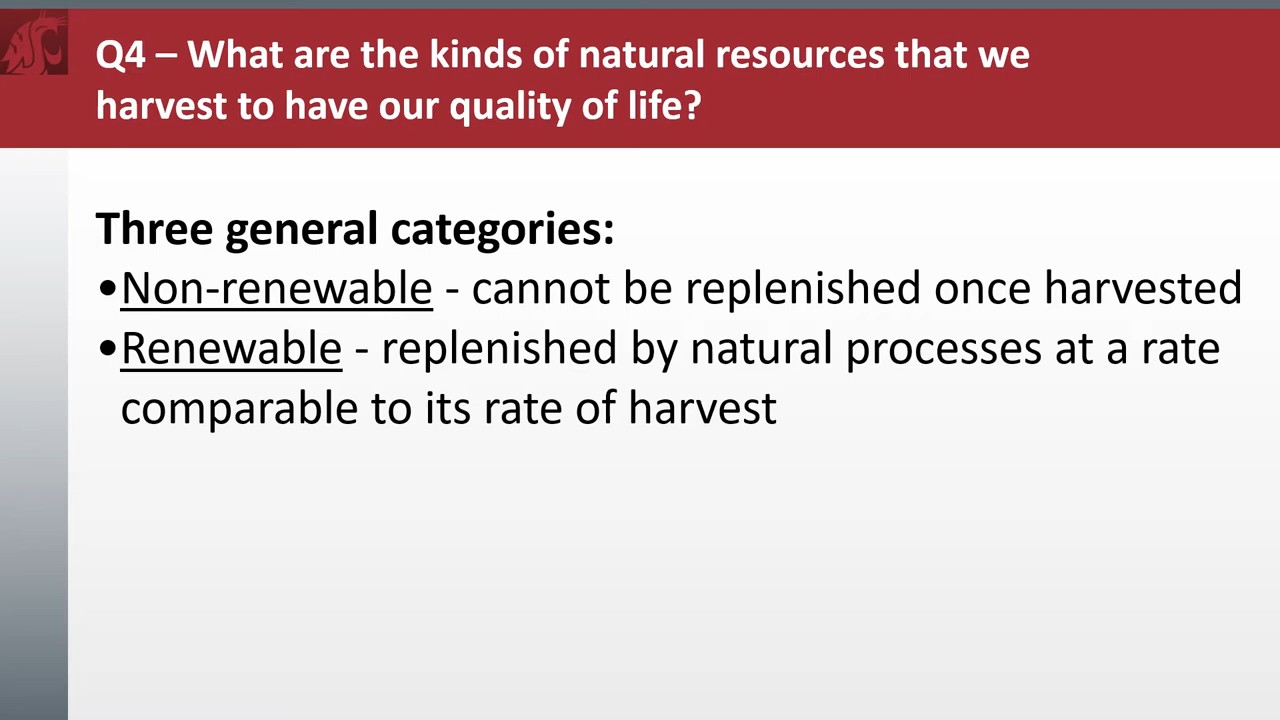 Q4 – What are the kinds of natural resources that we
harvest to have our quality of life?
Three general categories:
•Non-renewable - cannot be replenished once harvested
•Renewable - replenished by natural processes at a rate
comparable to its rate of harvest